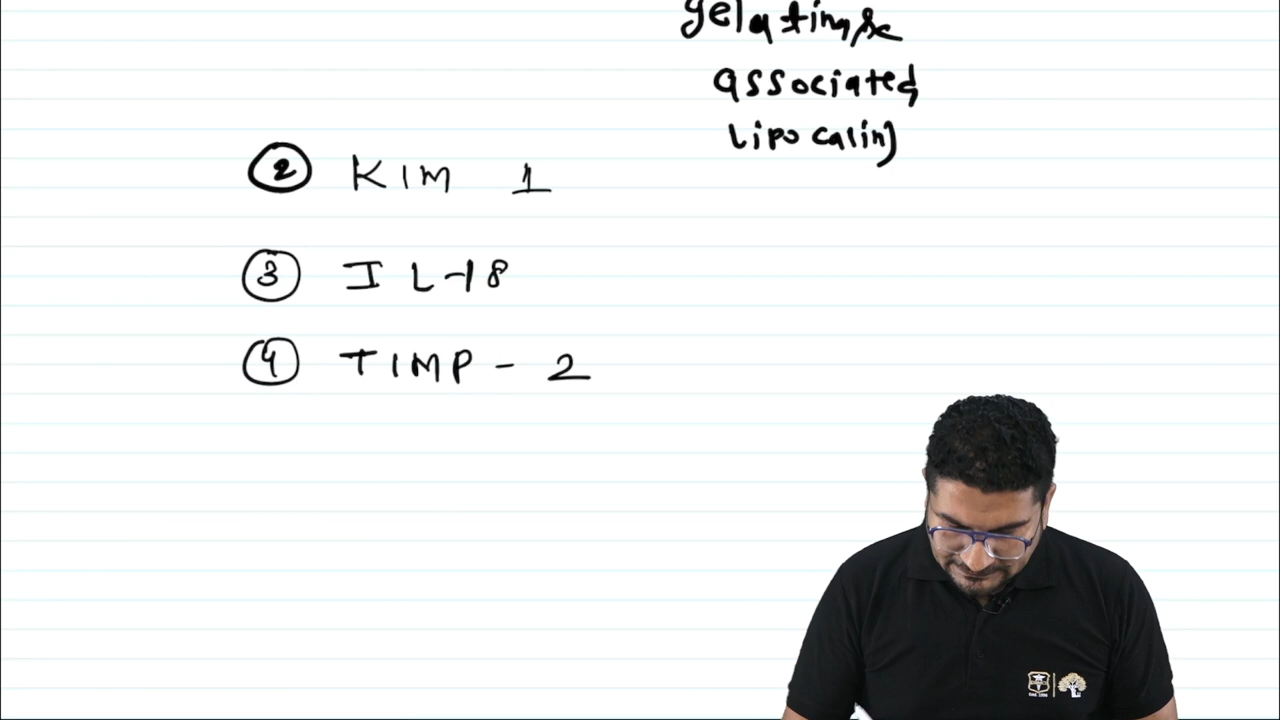 gelatinase
associated
Lipocalin)
② KIM 1
③ IL-18
④ TIMP - 2